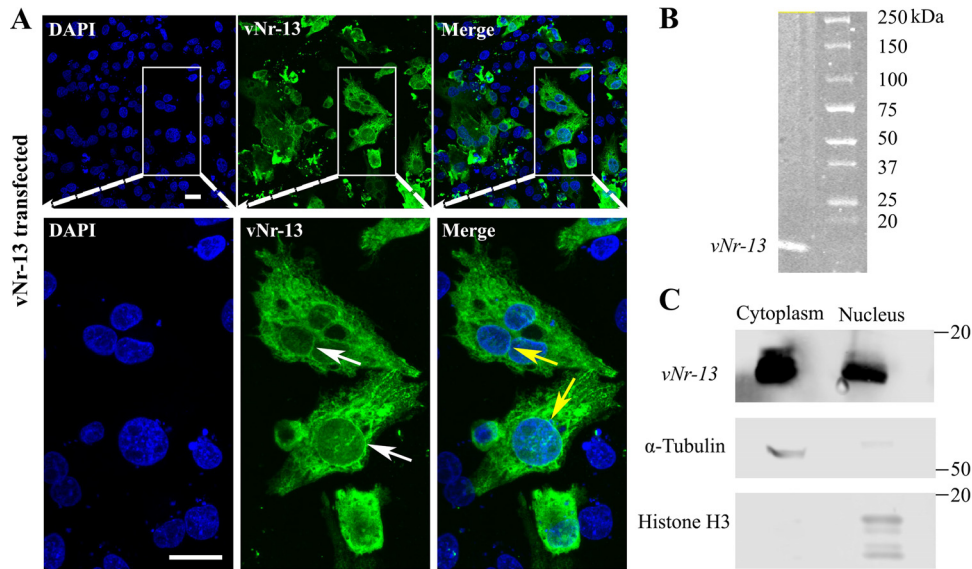 A
vNr-13 transfected
DAPI
vNr-13
Merge
DAPI
vNr-13
Merge
B
250 kDa
150
100
75
50
37
25
20
vNr-13
C
Cytoplasm Nucleus
20
vNr-13
α-Tubulin
50
20
Histone H3